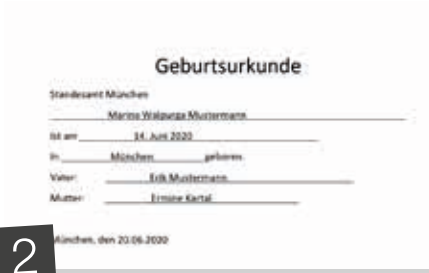 Geburtsurkunde
Standesamt München
Marina Walpurga Mustermann
Ist am 14. Juni 2020
In München geboren
Vater: Erik Mustermann
Mutter: Ermine Kartal
München, den 20.06.2020
2